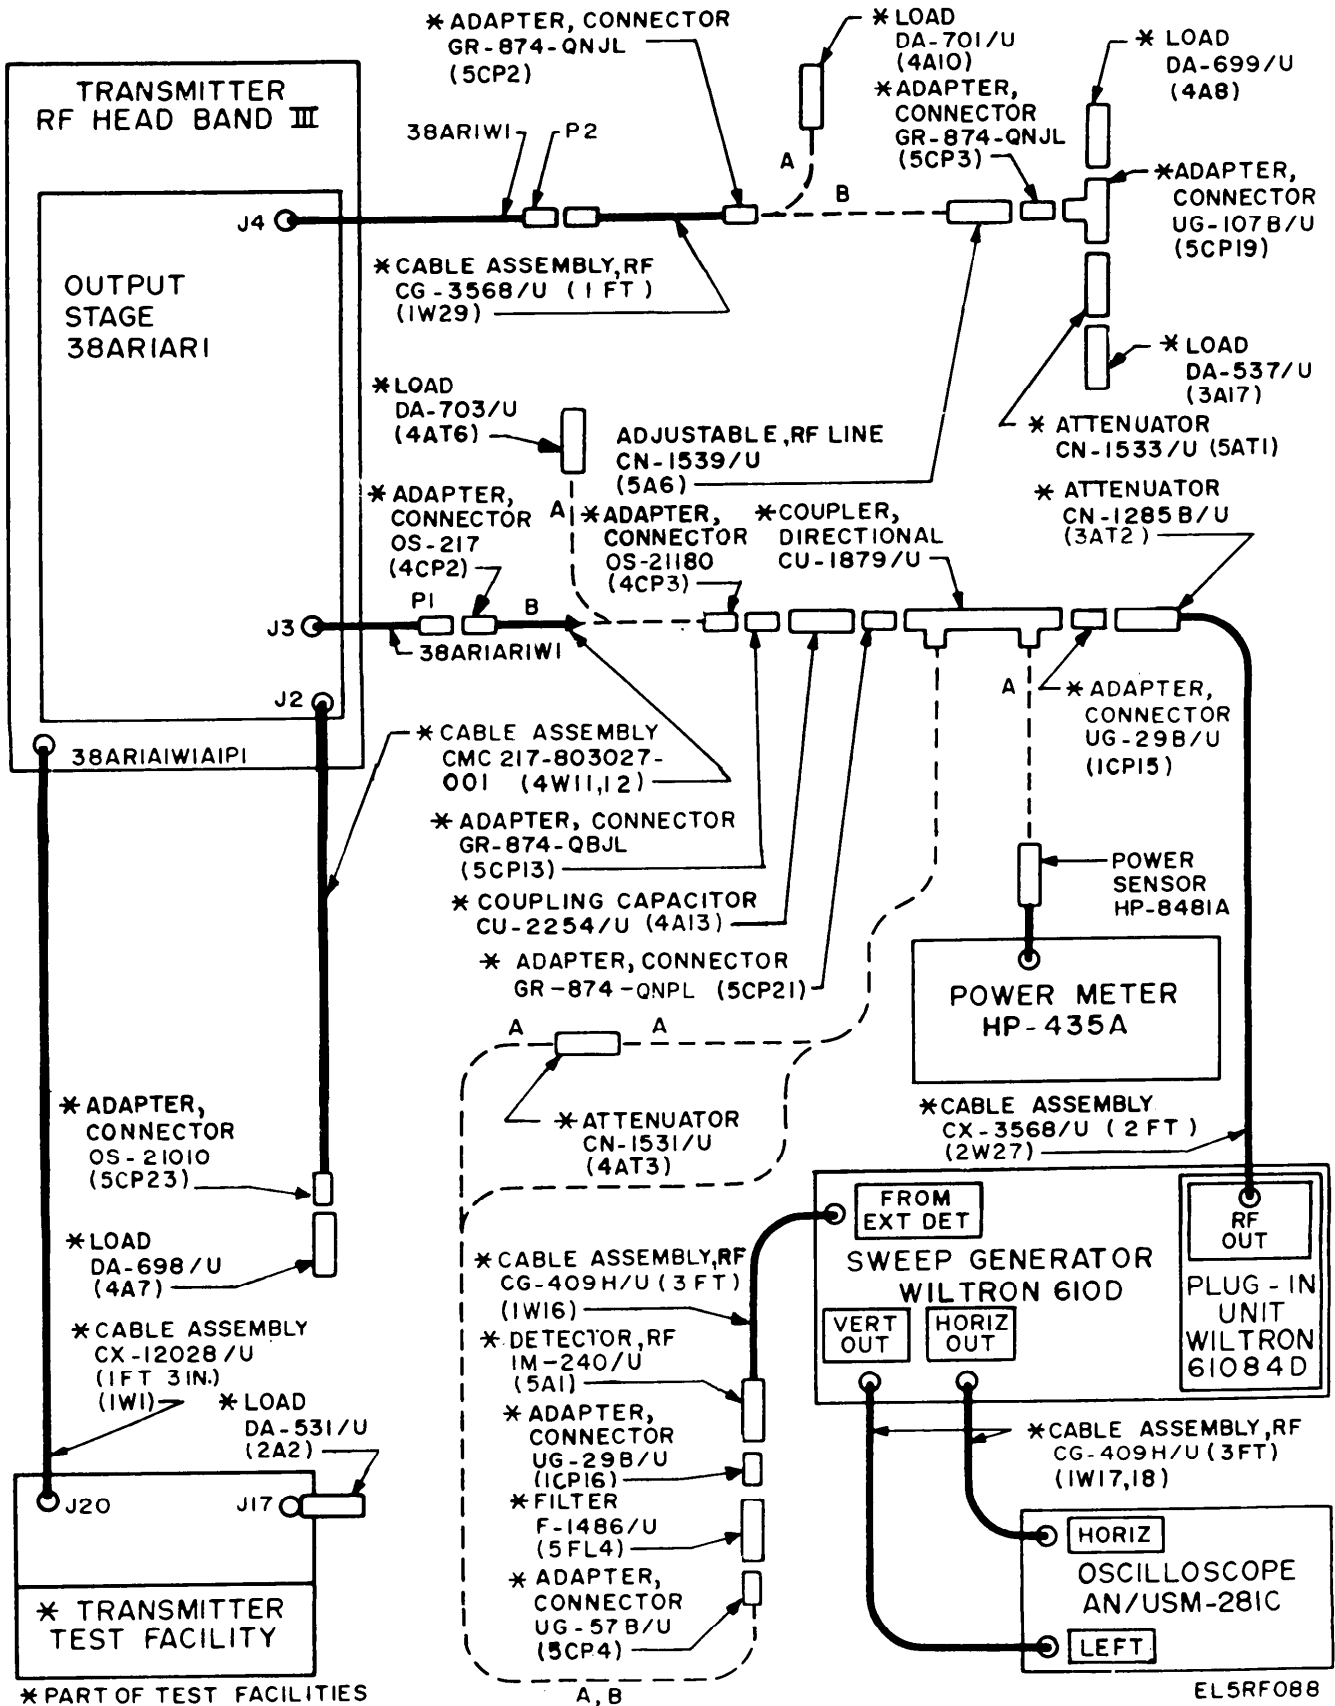 * ADAPTER, CONNECTOR
GR-874-QNJL
(5CP2)
* LOAD
DA-701/U
(4A10)
* LOAD
DA-699/U
(4A8)
TRANSMITTER
RF HEAD BAND III
38AR1W1
P2
* ADAPTER,
CONNECTOR
GR-874-QNJL
(5CP3)
A
B
* ADAPTER,
CONNECTOR
UG-107B/U
(5CP19)
J4
OUTPUT
STAGE
38AR1AR1
* CABLE ASSEMBLY, RF
CG-3568/U (1 FT)
(1W29)
* LOAD
DA-537/U
(3A17)
* LOAD
DA-703/U
(4AT6)
ADJUSTABLE, RF LINE
CN-1539/U
(5A6)
* ATTENUATOR
CN-1533/U (5AT1)
* ADAPTER,
CONNECTOR
OS-217
(4CP2)
A
* ADAPTER,
CONNECTOR
OS-21180
(4CP3)
* COUPLER,
DIRECTIONAL
CU-1879/U
* ATTENUATOR
CN-1285B/U
(3AT2)
P1
B
J3
38AR1AR1W1
J2
A
* ADAPTER,
CONNECTOR
UG-29B/U
(1CP15)
38AR1A1W1A1P1
* CABLE ASSEMBLY
CMC 217-803027-
001 (4W11,12)
* ADAPTER, CONNECTOR
GR-874-QBJL
(5CP13)
POWER
SENSOR
HP-8481A
* COUPLING CAPACITOR
CU-2254/U (4A13)
* ADAPTER, CONNECTOR
GR-874-QNPL (5CP21)
POWER METER
HP-435A
A
A
* ADAPTER,
CONNECTOR
OS-21010
(5CP23)
* ATTENUATOR
CN-1531/U
(4AT3)
* CABLE ASSEMBLY
CX-3568/U (2 FT)
(2W27)
* LOAD
DA-698/U
(4A7)
FROM
EXT DET
RF
OUT
* CABLE ASSEMBLY, RF
CG-409H/U (3 FT)
(1W16)
SWEEP GENERATOR
WILTRON 610D
PLUG-IN
UNIT
WILTRON
61084D
VERT
OUT
HORIZ
OUT
* CABLE ASSEMBLY
CX-12028/U
(1FT 3IN.)
(1W1)
* DETECTOR, RF
IM-240/U
(5A1)
* LOAD
DA-531/U
(2A2)
* ADAPTER,
CONNECTOR
UG-29B/U
(1CP16)
* CABLE ASSEMBLY, RF
CG-409H/U (3FT)
(1W17,18)
J20
J17
* FILTER
F-1486/U
(5FL4)
HORIZ
OSCILLOSCOPE
AN/USM-281C
LEFT
* ADAPTER,
CONNECTOR
UG-57B/U
(5CP4)
* TRANSMITTER
TEST FACILITY
* PART OF TEST FACILITIES
A, B
EL5RF088